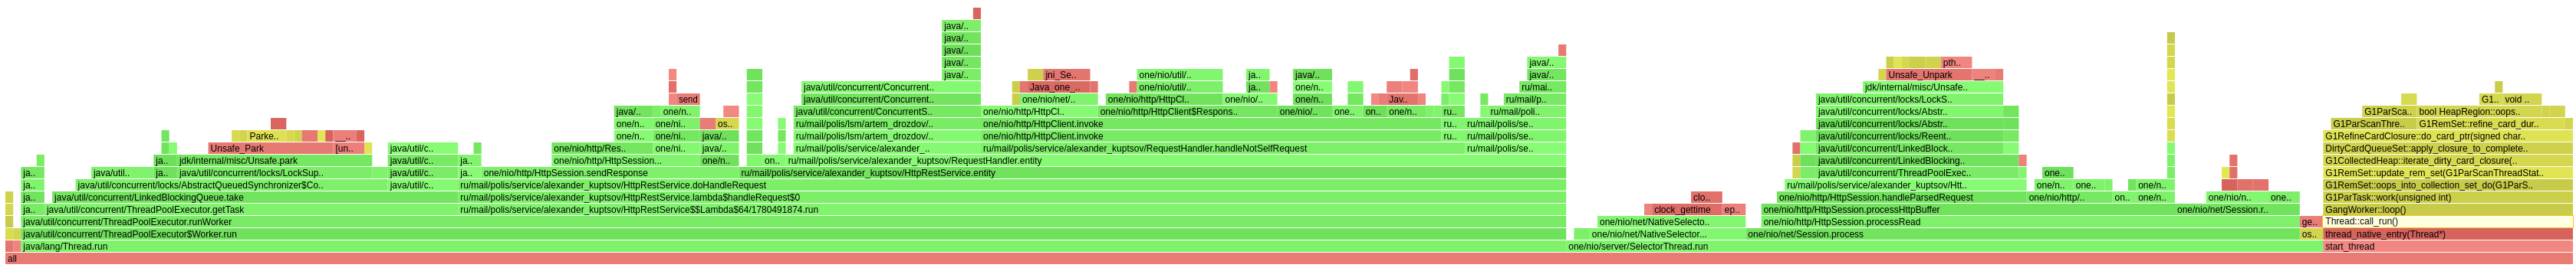 java/..
java/..
java/..
java/..
java/..
java/..
jni_Se..
one/nio/util/..
ja..
java/..
java/..
Unsafe_Unpark
__..
pth..
java/util/concurrent/Concurrent..
Java_one_..
one/nio/util/..
ja..
one/n..
ru/mai..
jdk/internal/misc/Unsafe..
send
java/util/concurrent/Concurrent..
one/nio/net/..
one/nio/http/HttpCl..
one/nio/..
one/n..
Jav..
ru/mail/p..
java/util/concurrent/LockS..
G1..
void ..
java/..
one/n..
java/util/concurrent/ConcurrentS..
one/nio/http/HttpCl..
one/nio/http/HttpClient$Respons..
one/nio/..
one..
on..
one/n..
ru..
ru/mail/poli..
java/util/concurrent/locks/Abstr..
G1ParSca..
bool HeapRegion::oops..
one/n..
one/ni..
os..
ru/mail/polis/lsm/artem_drozdov/..
one/nio/http/HttpClient.invoke
ru/mail/polis/se..
java/util/concurrent/locks/Abstr..
G1ParScanThre..
G1RemSet::refine_card_dur..
Parke..
__..
one/n..
one/ni..
java/..
ru/mail/polis/lsm/artem_drozdov/..
one/nio/http/HttpClient.invoke
ru..
ru/mail/polis/se..
java/util/concurrent/locks/Reent..
G1RefineCardClosure::do_card_ptr(signed char..
Unsafe_Park
[un..
java/util/c..
one/nio/http/Res..
one/ni..
java/..
ru/mail/polis/service/alexander_..
ru/mail/polis/service/alexander_kuptsov/RequestHandler.handleNotSelfRequest
ru/mail/polis/se..
java/util/concurrent/LinkedBlock..
DirtyCardQueueSet::apply_closure_to_complete..
ja..
jdk/internal/misc/Unsafe.park
java/util/c..
ja..
one/nio/http/HttpSession...
one/n..
on..
ru/mail/polis/service/alexander_kuptsov/RequestHandler.entity
java/util/concurrent/LinkedBlocking..
G1CollectedHeap::iterate_dirty_card_closure(..
ja..
java/util..
ja..
java/util/concurrent/locks/LockSup..
java/util/c..
ja..
one/nio/http/HttpSession.sendResponse
ru/mail/polis/service/alexander_kuptsov/HttpRestService.entity
java/util/concurrent/ThreadPoolExec..
one..
G1RemSet::update_rem_set(G1ParScanThreadStat..
ja..
java/util/concurrent/locks/AbstractQueuedSynchronizer$Co..
java/util/c..
ru/mail/polis/service/alexander_kuptsov/HttpRestService.doHandleRequest
ru/mail/polis/service/alexander_kuptsov/Htt..
one/n..
one..
one/n..
G1RemSet::oops_into_collection_set_do(G1ParS..
ja..
java/util/concurrent/LinkedBlockingQueue.take
ru/mail/polis/service/alexander_kuptsov/HttpRestService.lambda$handleRequest$0
clo..
one/nio/http/HttpSession.handleParsedRequest
one/nio/http/..
on..
one/n..
one/nio/n..
one..
G1ParTask::work(unsigned int)
ja..
java/util/concurrent/ThreadPoolExecutor.getTask
ru/mail/polis/service/alexander_kuptsov/HttpRestService$$Lambda$64/1780491874.run
clock_gettime
ep..
one/nio/http/HttpSession.processHttpBuffer
one/nio/net/Session.r..
GangWorker::loop()
java/util/concurrent/ThreadPoolExecutor.runWorker
one/nio/net/NativeSelecto..
one/nio/http/HttpSession.processRead
ge..
Thread::call_run()
java/util/concurrent/ThreadPoolExecutor$Worker.run
one/nio/net/NativeSelector...
one/nio/net/Session.process
os..
thread_native_entry(Thread*)
java/lang/Thread.run
one/nio/server/SelectorThread.run
start_thread
all